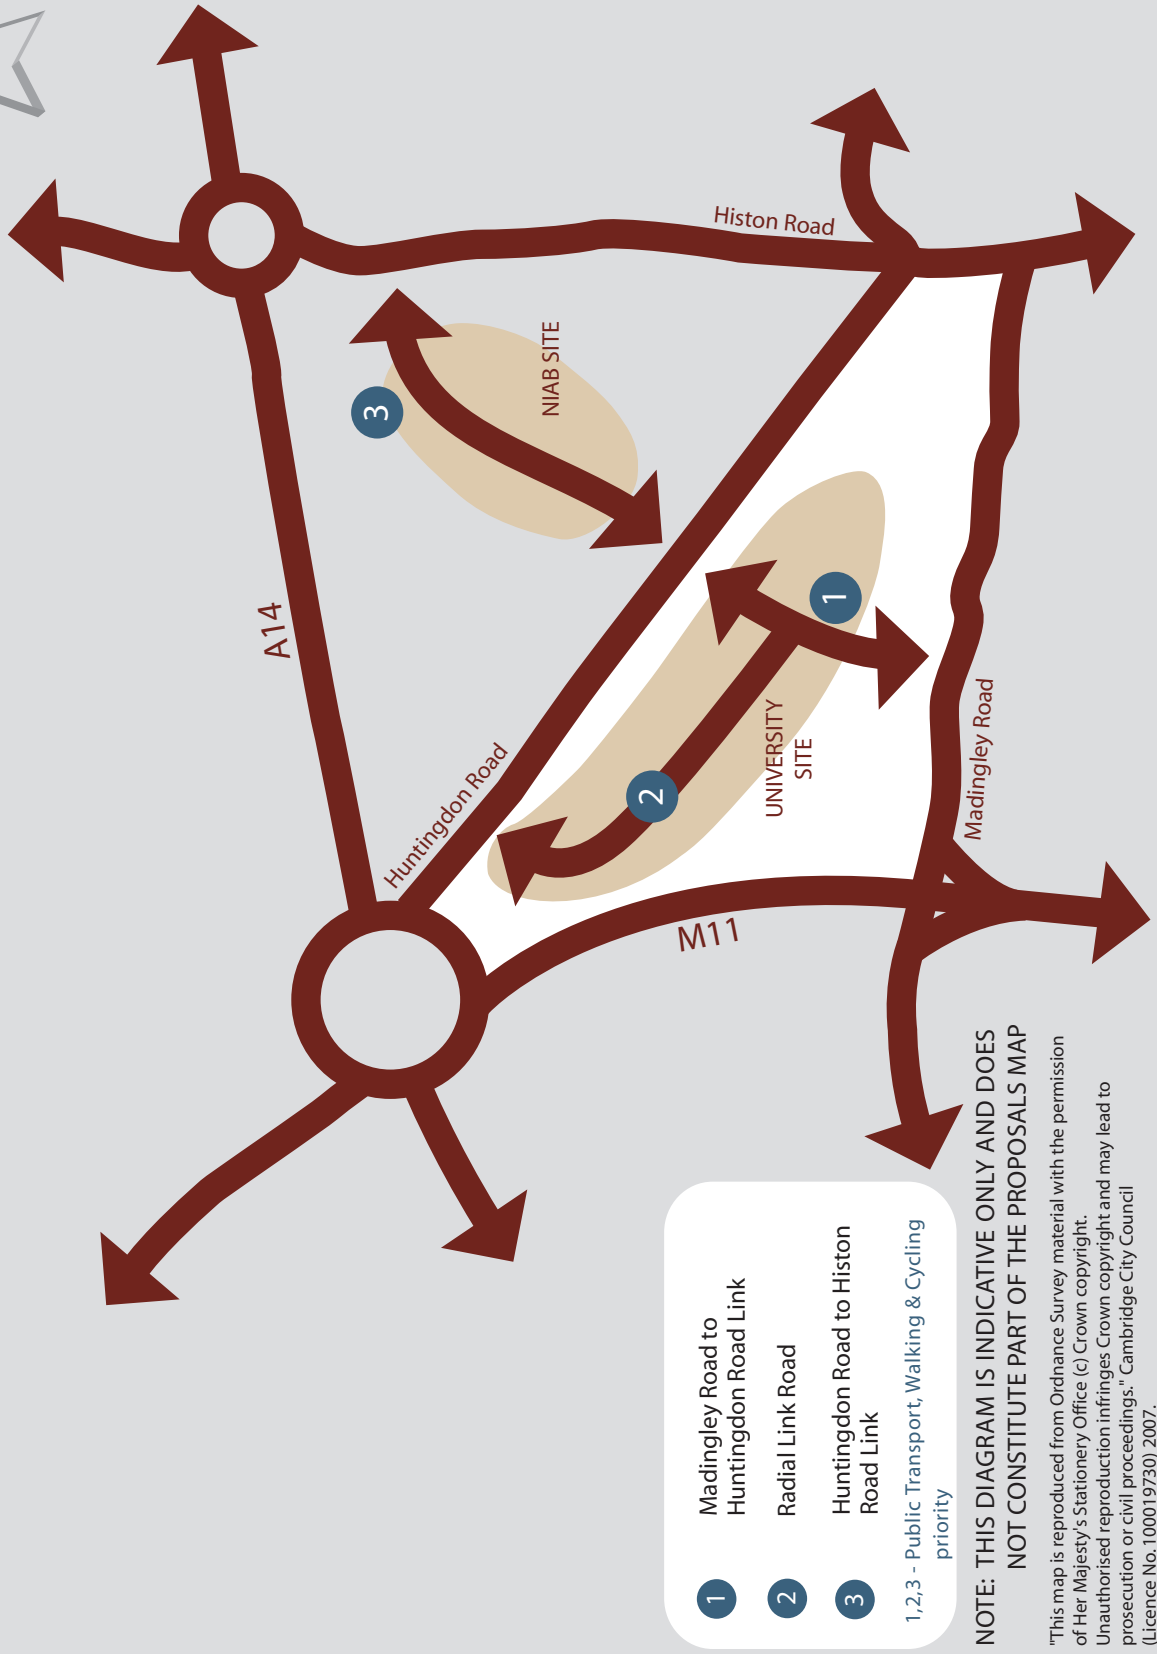 A14
Histon Road
3
NIAB SITE
Huntingdon Road
1
2
UNIVERSITY
SITE
M11
Madingley Road
1
Madingley Road to
Huntingdon Road Link
2
Radial Link Road
3
Huntingdon Road to Histon
Road Link
1,2,3 - Public Transport, Walking & Cycling
priority
NOTE: THIS DIAGRAM IS INDICATIVE ONLY AND DOES
NOT CONSTITUTE PART OF THE PROPOSALS MAP
"This map is reproduced from Ordnance Survey material with the permission
of Her Majesty's Stationery Office (c) Crown copyright.
Unauthorised reproduction infringes Crown copyright and may lead to
prosecution or civil proceedings." Cambridge City Council
(Licence No. 100019730) 2007.